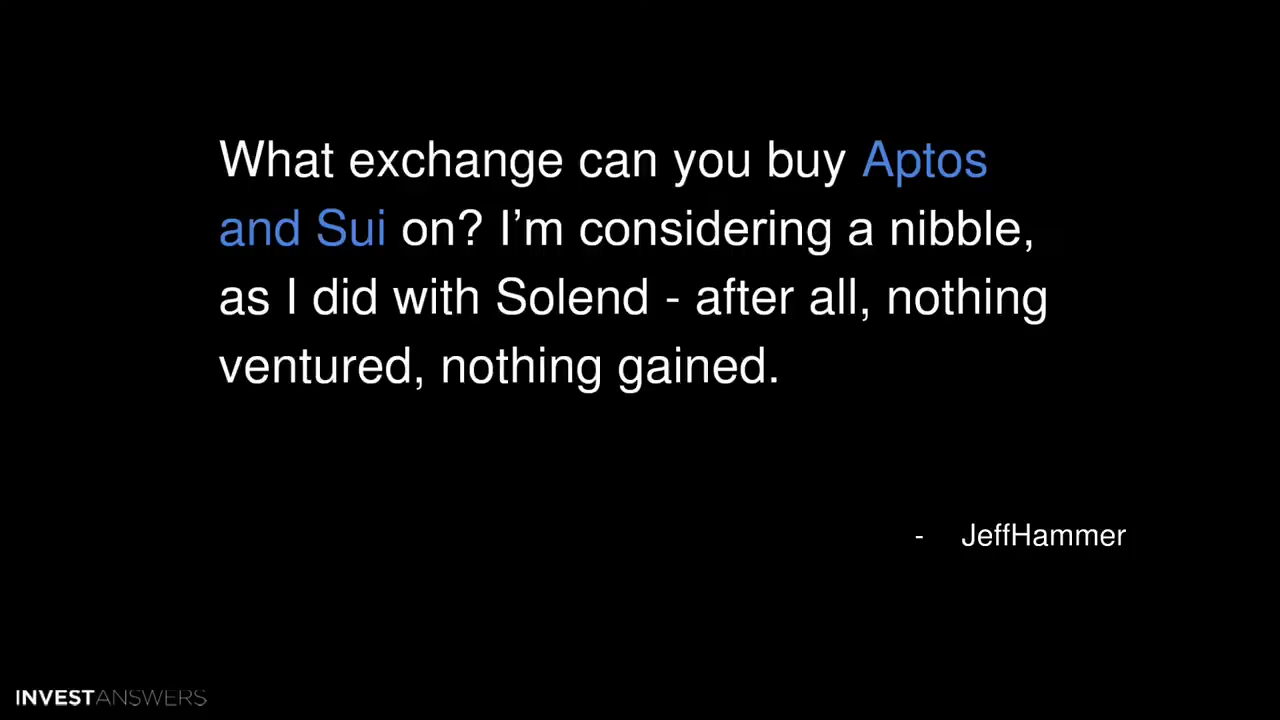 What exchange can you buy Aptos
and Sui on? I’m considering a nibble,
as I did with Solend - after all, nothing
ventured, nothing gained.
- JeffHammer
INVESTANSWERS